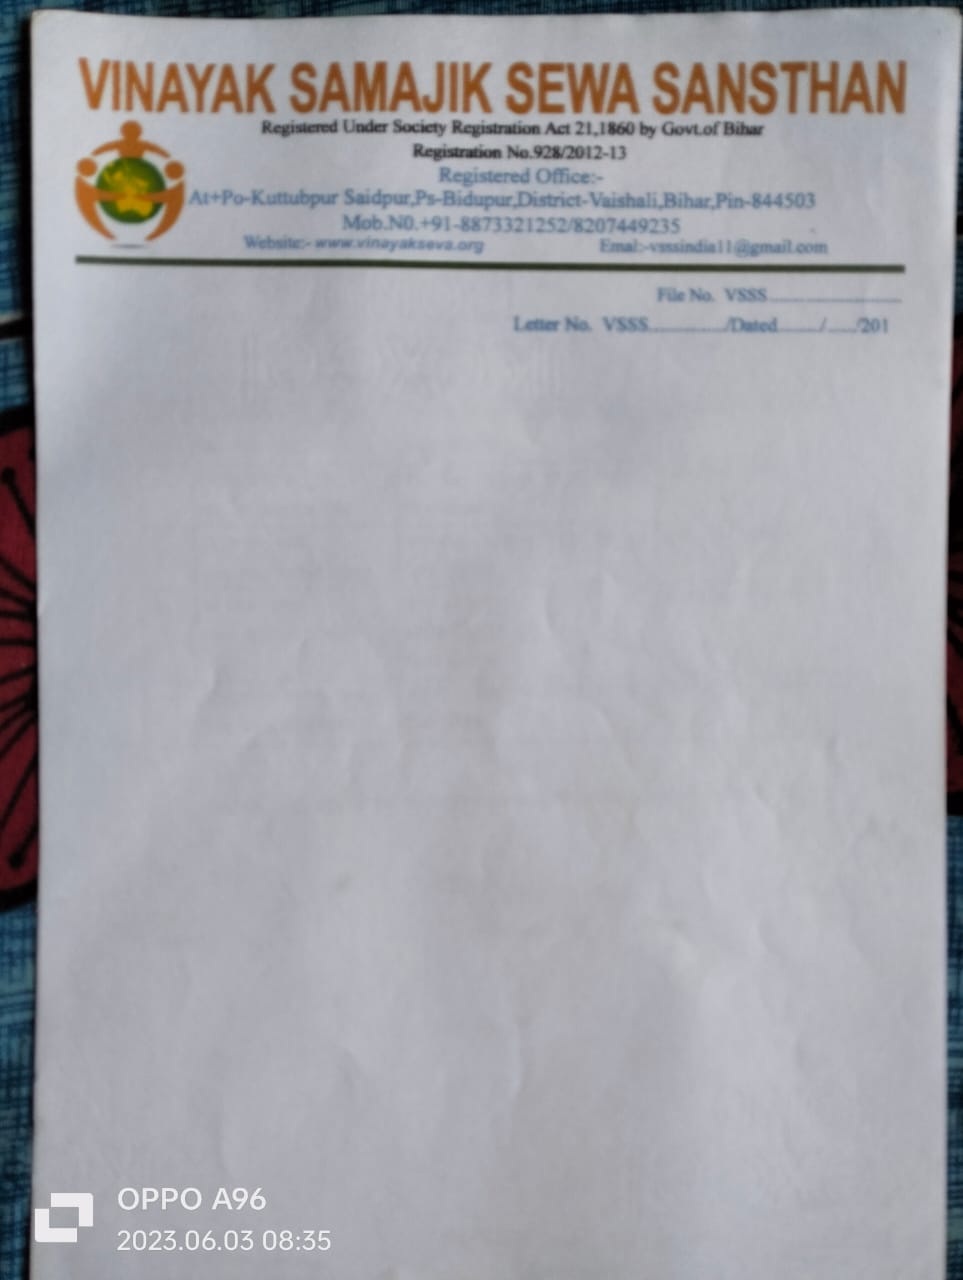 VINAYAK SAMAJIK SEWA SANSTHAN
Registered Under Society Registration Act 21,1860 by Govt.of Bihar
Registration No.928/2012-13
Registered Office:-
At+Po-Kuttubpur Saidpur,Ps-Bidupur,District-Vaishali,Bihar,Pin-844503
Mob.N0.+91-8873321252/8207449235
Website:- www.vinayakseva.org Emal:-vsssindia11@gmail.com
File No. VSSS..............................
Letter No. VSSS................../Dated........./....../201
OPPO A96
2023.06.03 08:35